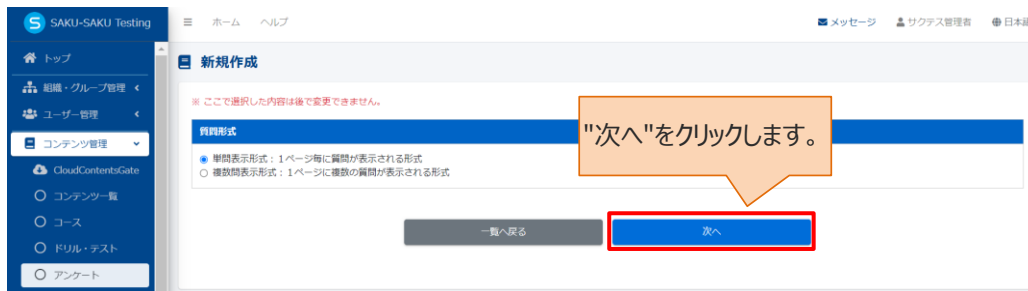 SAKU-SAKU Testing
ホーム ヘルプ
メッセージ サクテス管理者 日本語
トップ
組織・グループ管理
ユーザー管理
コンテンツ管理
CloudContentsGate
コンテンツ一覧
コース
ドリル・テスト
アンケート
新規作成
※ ここで選択した内容は後で変更できません。
質問形式
単問表示形式：1ページ毎に質問が表示される形式
複数問表示形式：1ページに複数の質問が表示される形式
"次へ"をクリックします。
一覧へ戻る
次へ